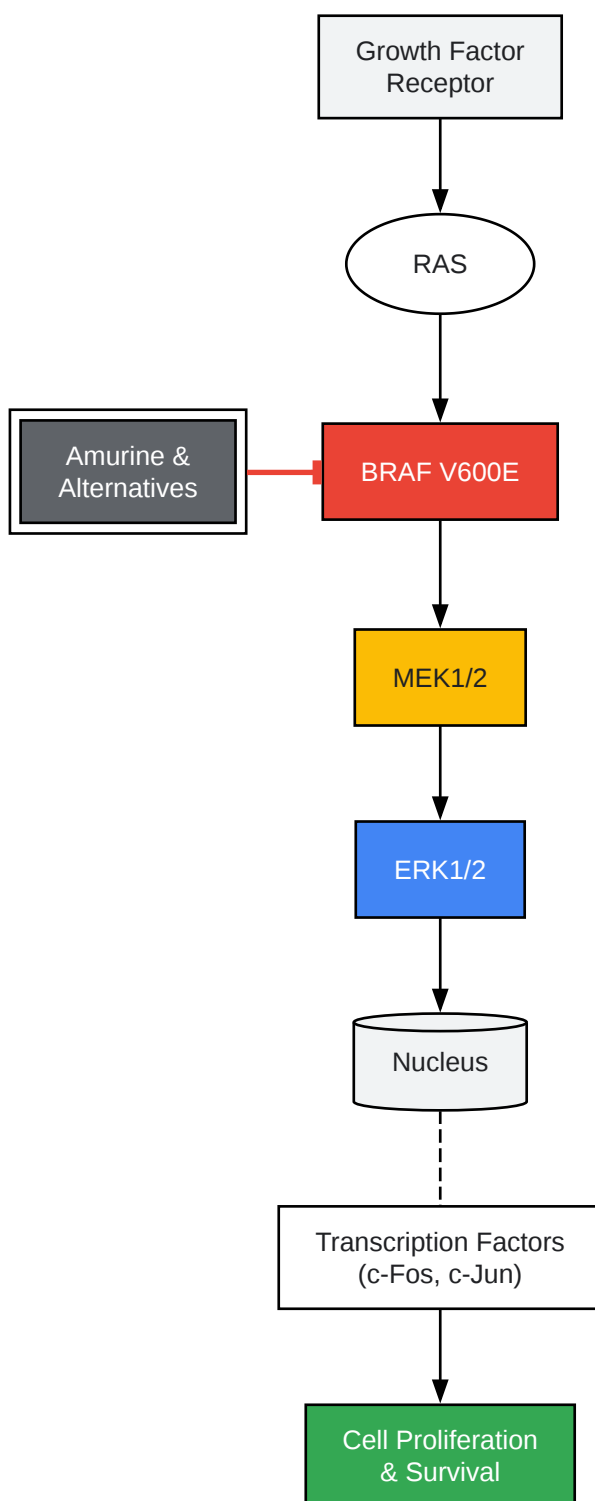 Growth Factor
Receptor
RAS
Amurine &
Alternatives
BRAF V600E
MEK1/2
ERK1/2
Nucleus
Transcription Factors
(c-Fos, c-Jun)
Cell Proliferation
& Survival